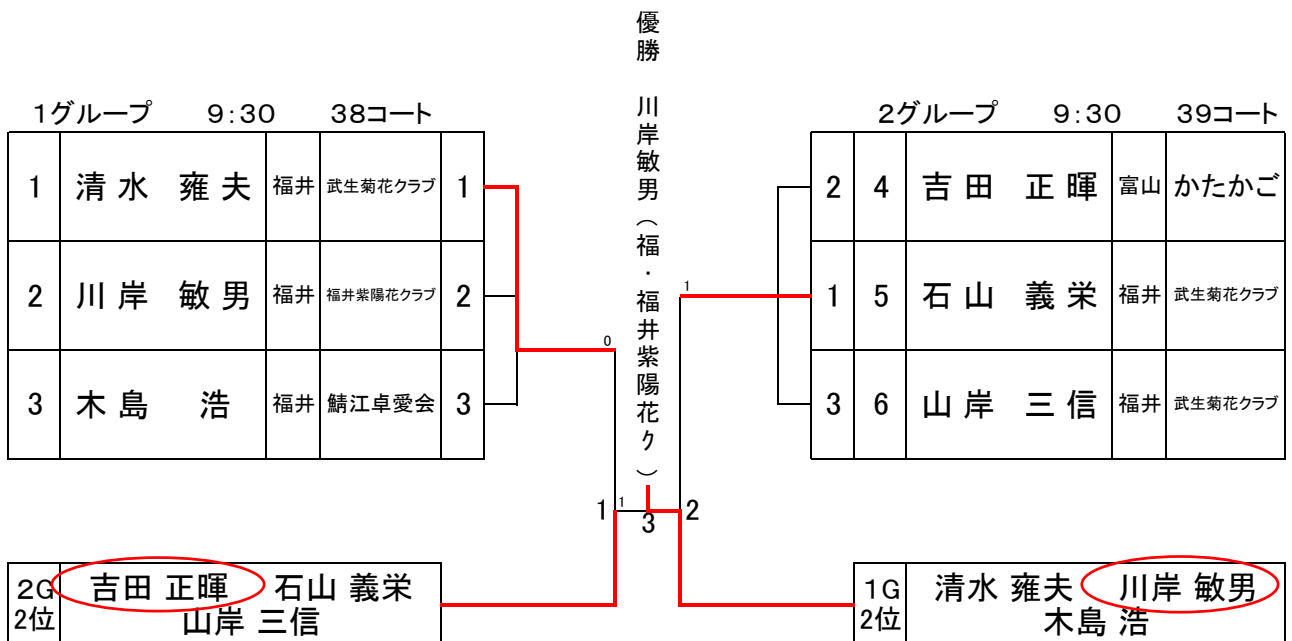 優勝 川岸敏男（福・福井紫陽花ク）
1グループ 9:30 38コート
1 清水 雍夫 福井 武生菊花クラブ 1
2 川岸 敏男 福井 福井紫陽花クラブ 2
3 木島 浩 福井 鯖江卓愛会 3
2グループ 9:30 39コート
2 4 吉田 正暉 富山 かたかご
1 5 石山 義栄 福井 武生菊花クラブ
3 6 山岸 三信 福井 武生菊花クラブ
0
1
1 1 3 2
2G 吉田 正暉 石山 義栄
2位 山岸 三信
1G 清水 雍夫 川岸 敏男
2位 木島 浩